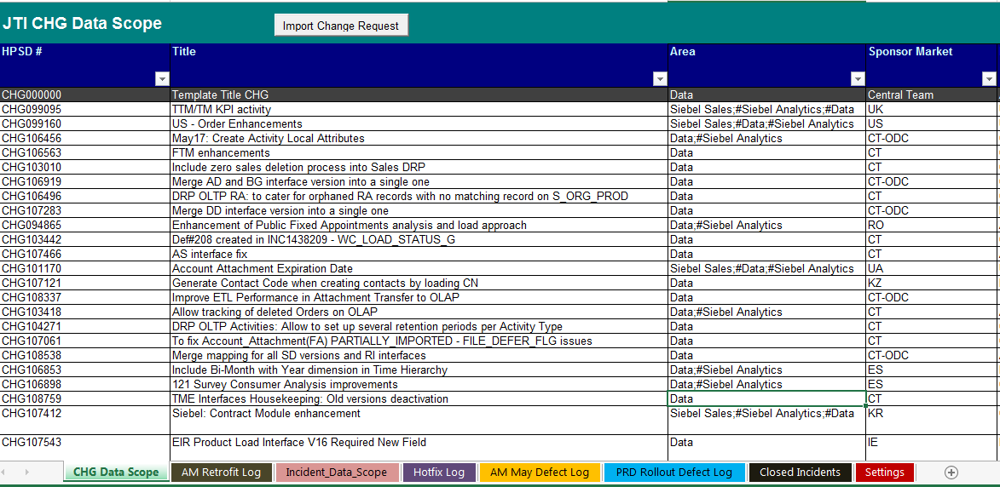 JTI CHG Data Scope Import Change Request
HPSD # Title Area Sponsor Market
CHG000000 Template Title CHG Data Central Team
CHG099095 TTM/TM KPI activity Siebel Sales;#Siebel Analytics;#Data UK
CHG099160 US - Order Enhancements Siebel Sales;#Data;#Siebel Analytics US
CHG106456 May17: Create Activity Local Attributes Data;#Siebel Analytics CT-ODC
CHG106563 FTM enhancements Data CT
CHG103010 Include zero sales deletion process into Sales DRP Data CT
CHG106919 Merge AD and BG interface version into a single one Data CT-ODC
CHG106496 DRP OLTP RA: to cater for orphaned RA records with no matching record on S_ORG_PROD Data CT
CHG107283 Merge DD interface version into a single one Data CT-ODC
CHG094865 Enhancement of Public Fixed Appointments analysis and load approach Data;#Siebel Analytics RO
CHG103442 Def#208 created in INC1438209 - WC_LOAD_STATUS_G Data CT
CHG107466 AS interface fix Data CT
CHG101170 Account Attachment Expiration Date Siebel Sales;#Data;#Siebel Analytics UA
CHG107121 Generate Contact Code when creating contacts by loading CN Data KZ
CHG108337 Improve ETL Performance in Attachment Transfer to OLAP Data CT-ODC
CHG103418 Allow tracking of deleted Orders on OLAP Data;#Siebel Analytics CT
CHG104271 DRP OLTP Activities: Allow to set up several retention periods per Activity Type Data CT
CHG107061 To fix Account_Attachment(FA) PARTIALLY_IMPORTED - FILE_DEFER_FLG issues Data CT
CHG108538 Merge mapping for all SD versions and RI interfaces Data CT-ODC
CHG106853 Include Bi-Month with Year dimension in Time Hierarchy Data;#Siebel Analytics ES
CHG106898 121 Survey Consumer Analysis improvements Data;#Siebel Analytics ES
CHG108759 TME Interfaces Housekeeping: Old versions deactivation Data CT
CHG107412 Siebel: Contract Module enhancement Siebel Sales;#Siebel Analytics;#Data KR
CHG107543 EIR Product Load Interface V16 Required New Field Data IE
CHG Data Scope AM Retrofit Log Incident_Data_Scope Hotfix Log AM May Defect Log PRD Rollout Defect Log Closed Incidents Settings